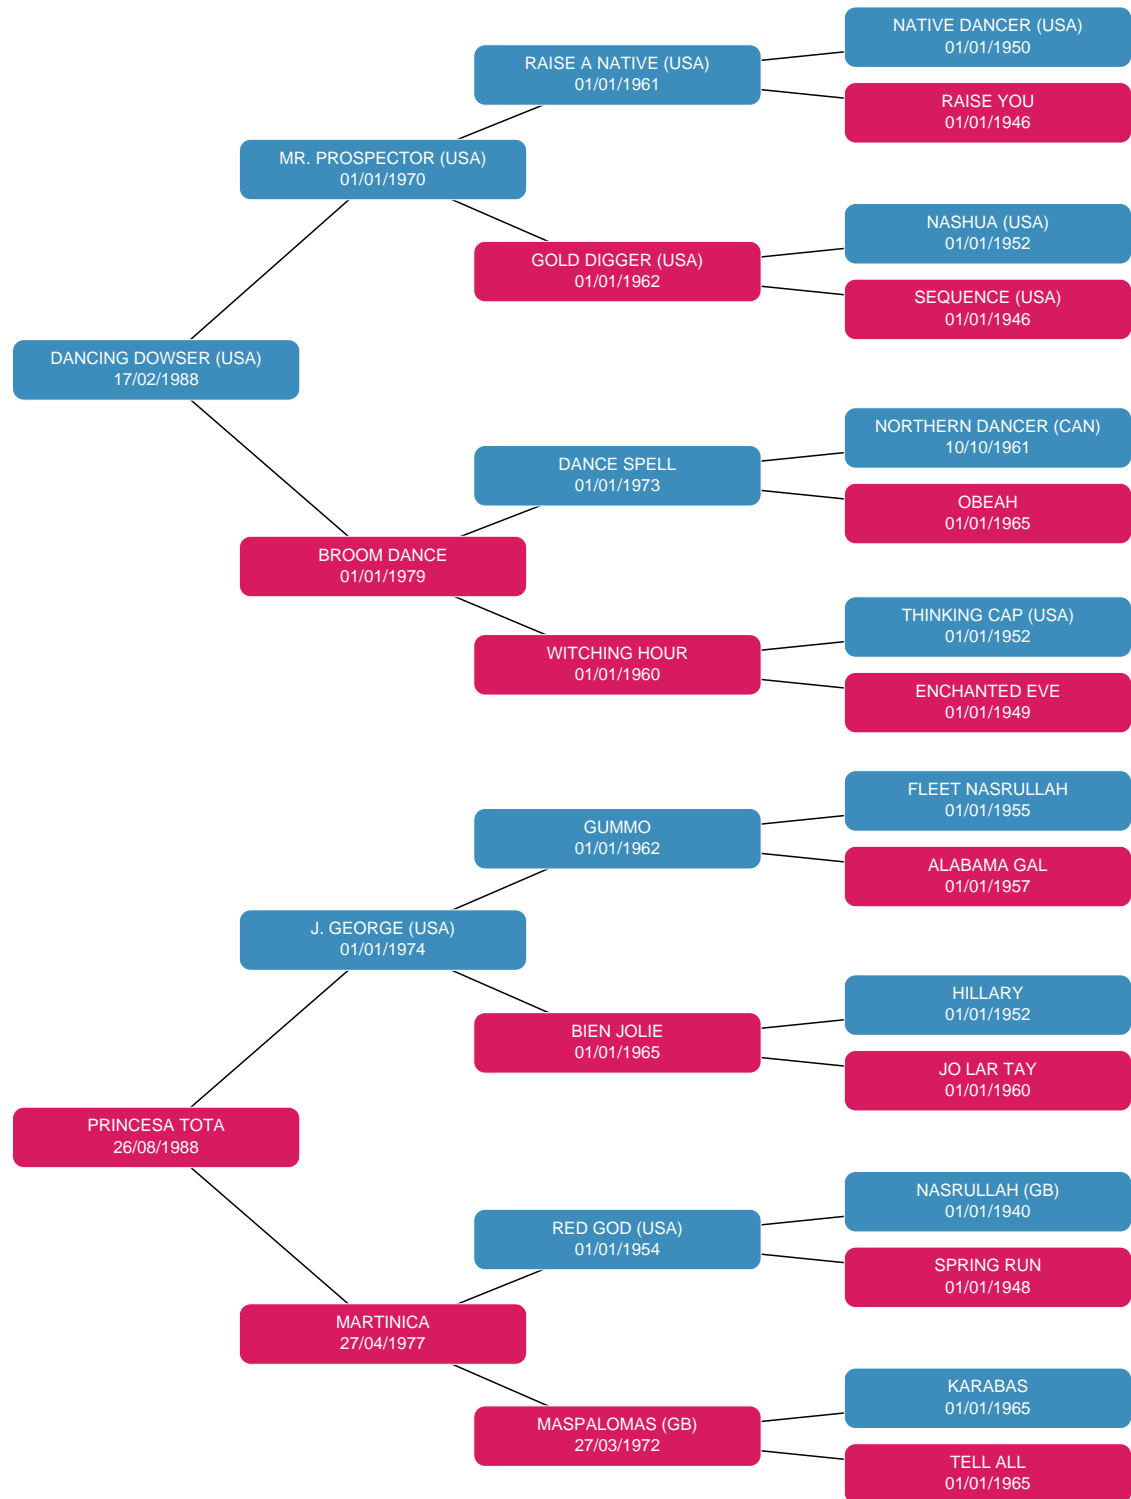 NATIVE DANCER (USA)
01/01/1950
RAISE A NATIVE (USA)
01/01/1961
RAISE YOU
01/01/1946
MR. PROSPECTOR (USA)
01/01/1970
NASHUA (USA)
01/01/1952
GOLD DIGGER (USA)
01/01/1962
SEQUENCE (USA)
01/01/1946
DANCING DOWSER (USA)
17/02/1988
NORTHERN DANCER (CAN)
10/10/1961
DANCE SPELL
01/01/1973
OBEAH
01/01/1965
BROOM DANCE
01/01/1979
THINKING CAP (USA)
01/01/1952
WITCHING HOUR
01/01/1960
ENCHANTED EVE
01/01/1949
FLEET NASRULLAH
01/01/1955
GUMMO
01/01/1962
ALABAMA GAL
01/01/1957
J. GEORGE (USA)
01/01/1974
HILLARY
01/01/1952
BIEN JOLIE
01/01/1965
JO LAR TAY
01/01/1960
PRINCESA TOTA
26/08/1988
NASRULLAH (GB)
01/01/1940
RED GOD (USA)
01/01/1954
SPRING RUN
01/01/1948
MARTINICA
27/04/1977
KARABAS
01/01/1965
MASPALOMAS (GB)
27/03/1972
TELL ALL
01/01/1965